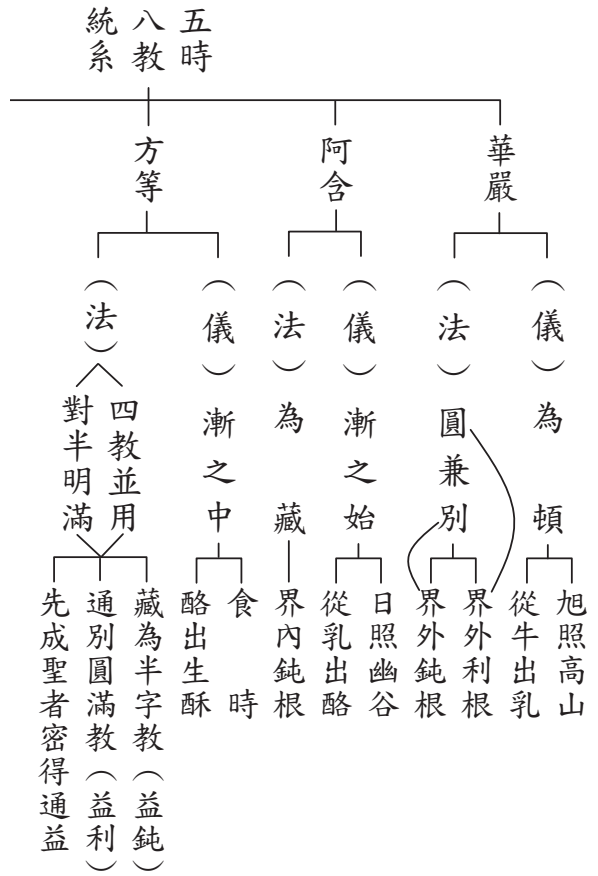 五時
八教
統系
華嚴
阿含
方等
（儀）為頓
（法）圓兼別
（儀）漸之始
（法）為藏
（儀）漸之中
（法）
四教並用
對半明滿
旭照高山
從牛出乳
界外利根
界外鈍根
日照幽谷
從乳出酪
界內鈍根
食時
酪出生酥
藏為半字教（益鈍）
通別圓滿教（益利）
先成聖者密得通益